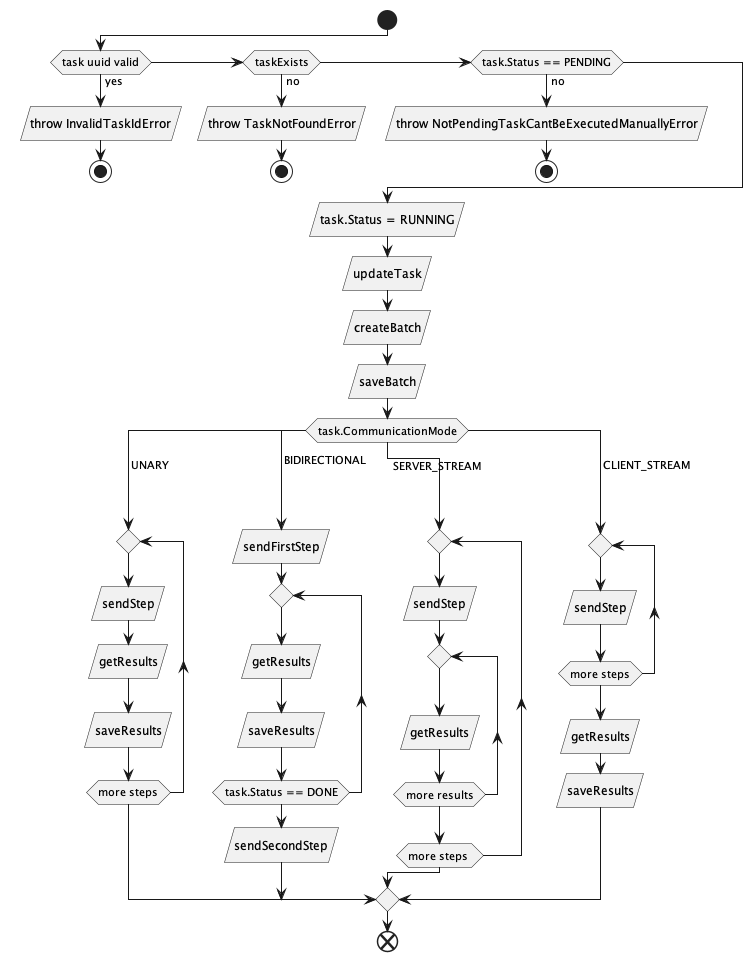 task uuid valid
taskExists
task.Status == PENDING
yes
no
no
throw InvalidTaskIdError
throw TaskNotFoundError
throw NotPendingTaskCantBeExecutedManuallyError
task.Status = RUNNING
updateTask
createBatch
saveBatch
task.CommunicationMode
UNARY
BIDIRECTIONAL
SERVER_STREAM
CLIENT_STREAM
sendStep
getResults
saveResults
more steps
sendFirstStep
getResults
saveResults
task.Status == DONE
sendSecondStep
sendStep
getResults
more results
more steps
sendStep
more steps
getResults
saveResults